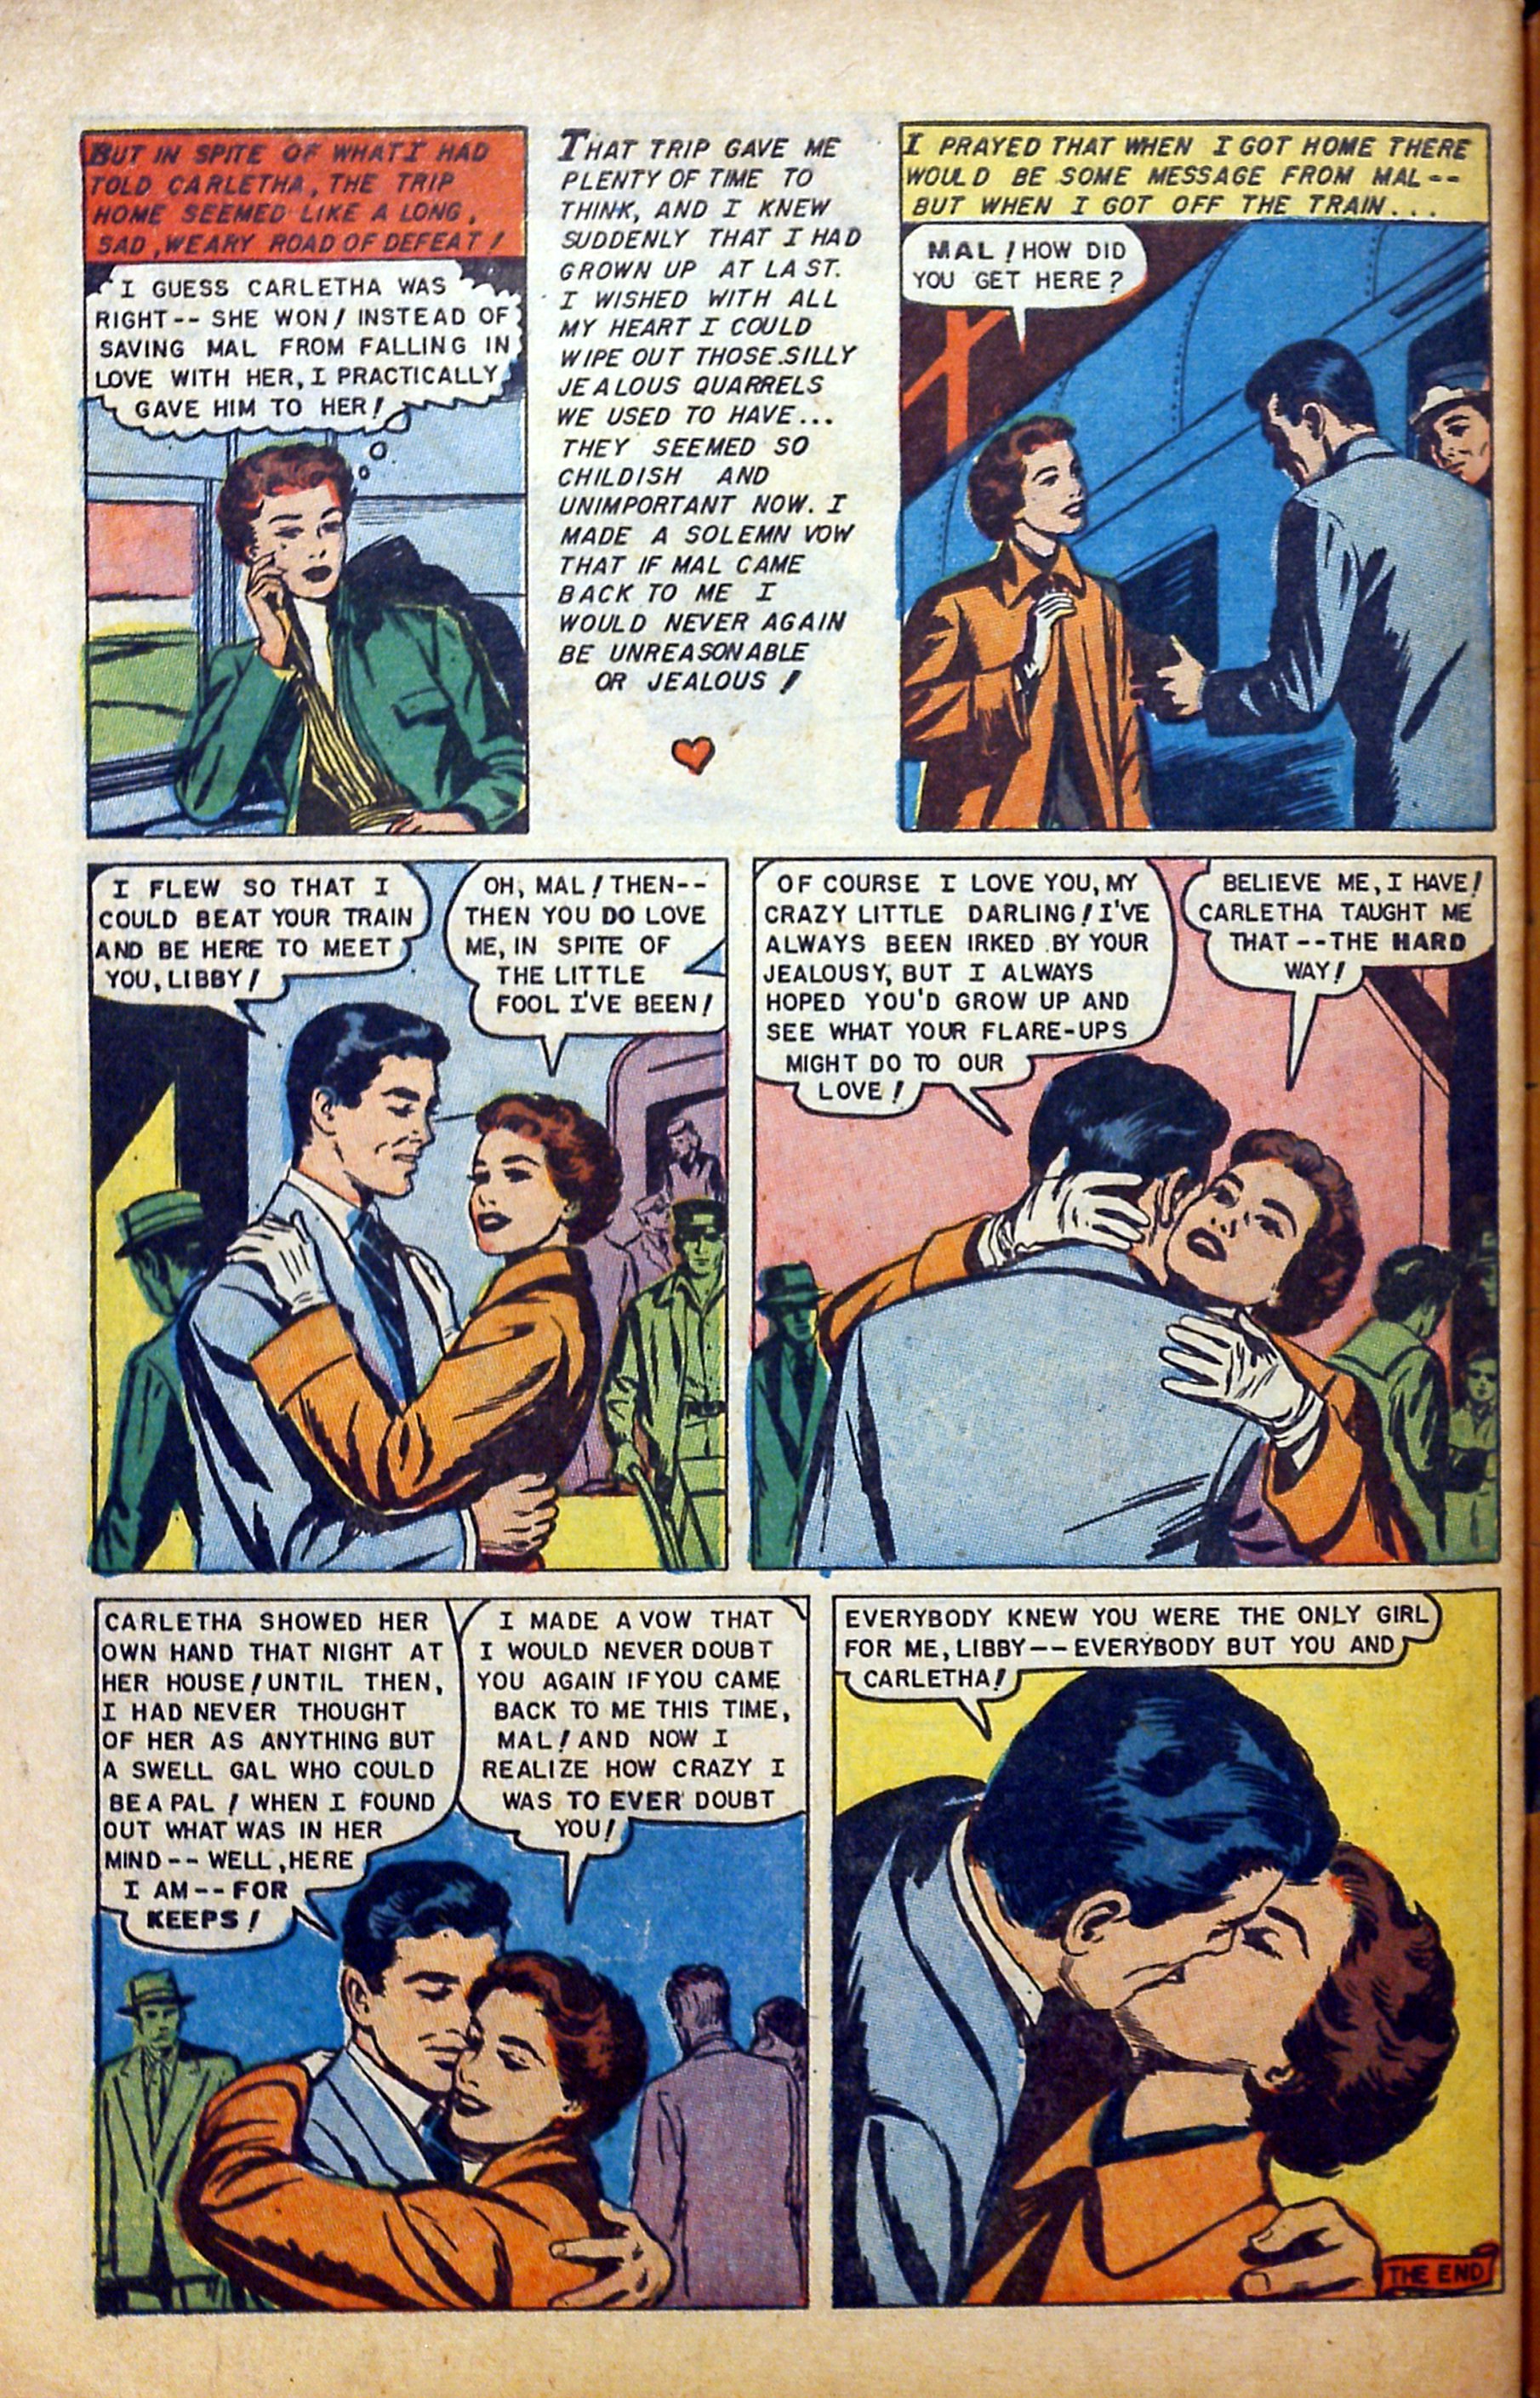 BUT IN SPITE OF WHAT I HAD
TOLD CARLETHA, THE TRIP
HOME SEEMED LIKE A LONG,
SAD, WEARY ROAD OF DEFEAT!
I GUESS CARLETHA WAS
RIGHT-- SHE WON! INSTEAD OF
SAVING MAL FROM FALLING IN
LOVE WITH HER, I PRACTICALLY
GAVE HIM TO HER!
THAT TRIP GAVE ME
PLENTY OF TIME TO
THINK, AND I KNEW
SUDDENLY THAT I HAD
GROWN UP AT LAST.
I WISHED WITH ALL
MY HEART I COULD
WIPE OUT THOSE SILLY
JEALOUS QUARRELS
WE USED TO HAVE...
THEY SEEMED SO
CHILDISH AND
UNIMPORTANT NOW. I
MADE A SOLEMN VOW
THAT IF MAL CAME
BACK TO ME I
WOULD NEVER AGAIN
BE UNREASONABLE
OR JEALOUS!
I PRAYED THAT WHEN I GOT HOME THERE
WOULD BE SOME MESSAGE FROM MAL--
BUT WHEN I GOT OFF THE TRAIN...
MAL! HOW DID
YOU GET HERE?
I FLEW SO THAT I
COULD BEAT YOUR TRAIN
AND BE HERE TO MEET
YOU, LIBBY!
OH, MAL! THEN--
THEN YOU DO LOVE
ME, IN SPITE OF
THE LITTLE
FOOL I'VE BEEN!
OF COURSE I LOVE YOU, MY
CRAZY LITTLE DARLING! I'VE
ALWAYS BEEN IRKED BY YOUR
JEALOUSY, BUT I ALWAYS
HOPED YOU'D GROW UP AND
SEE WHAT YOUR FLARE-UPS
MIGHT DO TO OUR
LOVE!
BELIEVE ME, I HAVE!
CARLETHA TAUGHT ME
THAT--THE HARD
WAY!
CARLETHA SHOWED HER
OWN HAND THAT NIGHT AT
HER HOUSE! UNTIL THEN,
I HAD NEVER THOUGHT
OF HER AS ANYTHING BUT
A SWELL GAL WHO COULD
BE A PAL! WHEN I FOUND
OUT WHAT WAS IN HER
MIND-- WELL, HERE
I AM--FOR
KEEPS!
I MADE A VOW THAT
I WOULD NEVER DOUBT
YOU AGAIN IF YOU CAME
BACK TO ME THIS TIME,
MAL! AND NOW I
REALIZE HOW CRAZY I
WAS TO EVER DOUBT
YOU!
EVERYBODY KNEW YOU WERE THE ONLY GIRL
FOR ME, LIBBY--EVERYBODY BUT YOU AND
CARLETHA!
THE END